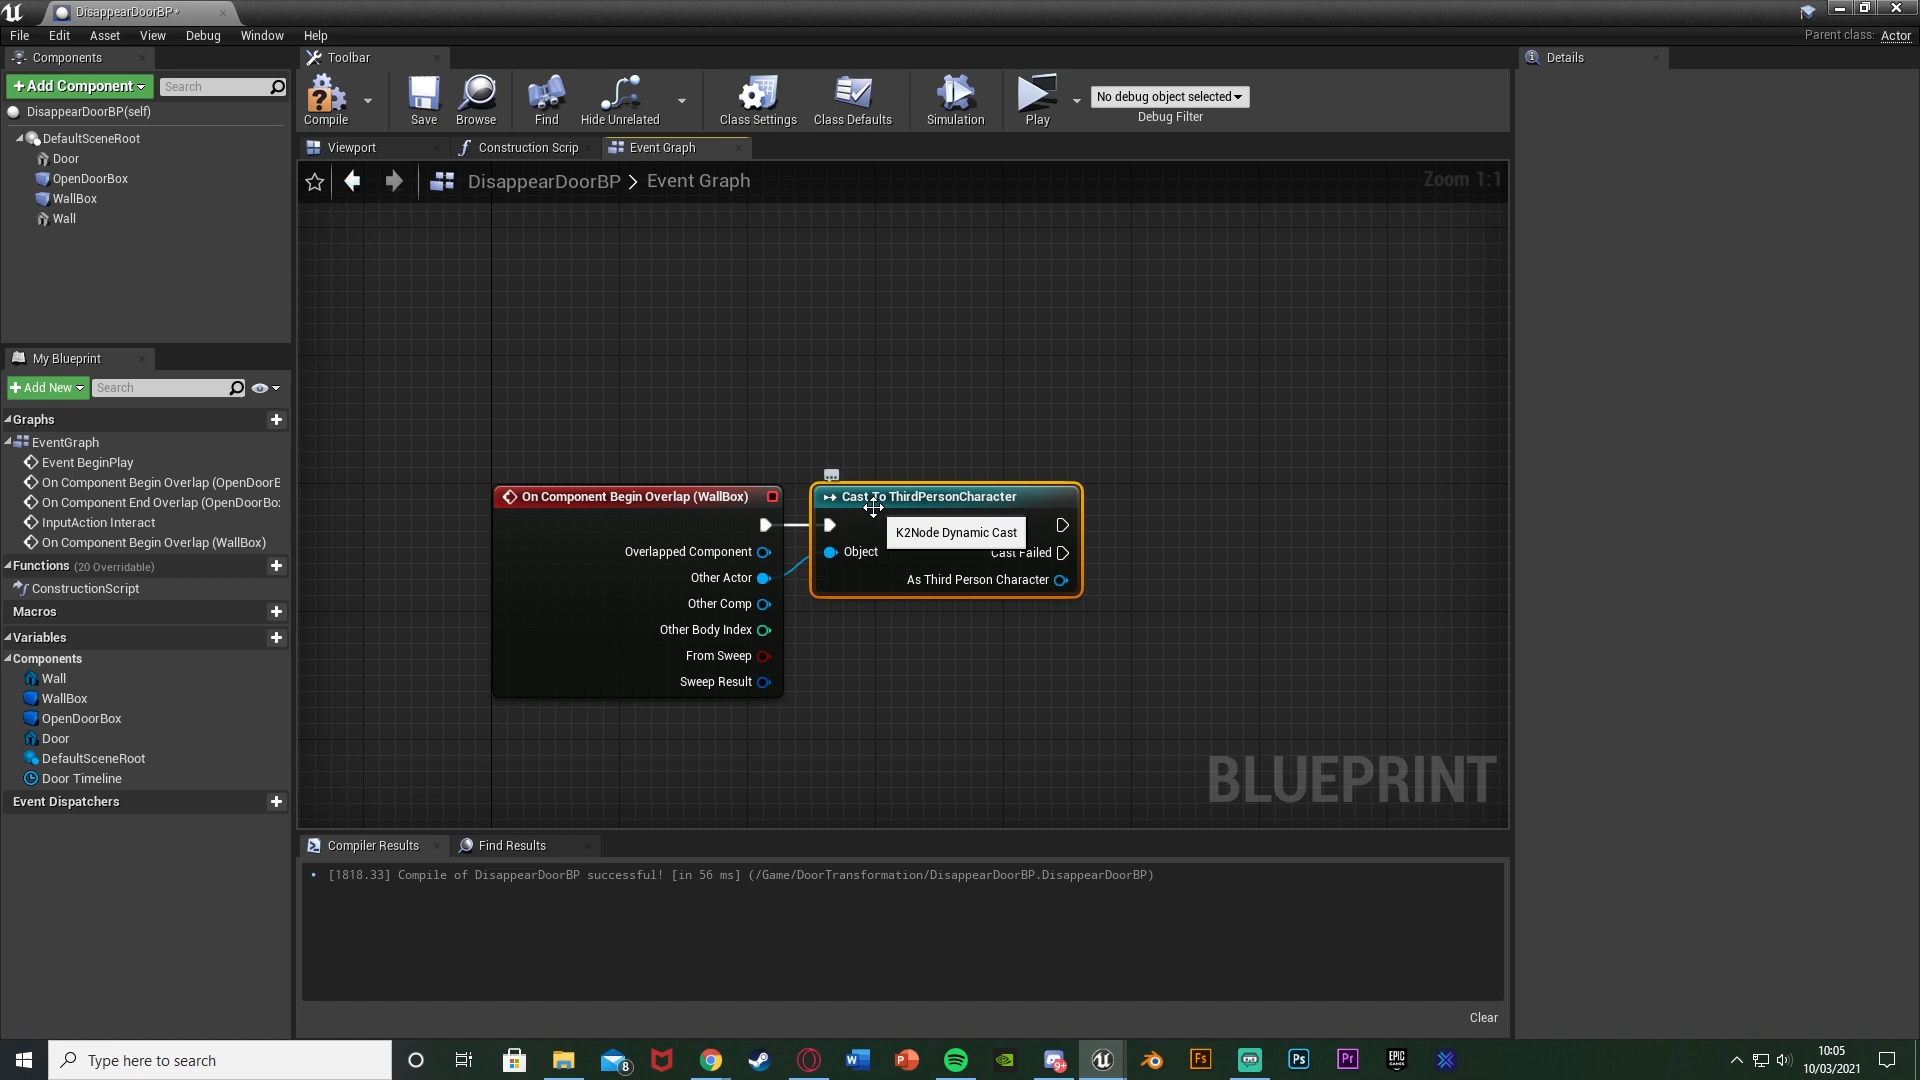 DisappearDoorBP*
File Edit Asset View Debug Window Help
Parent class: Actor
Components
+Add Component
Search
DisappearDoorBP(self)
DefaultSceneRoot
Door
OpenDoorBox
WallBox
Wall
My Blueprint
+Add New
Search
Graphs
EventGraph
Event BeginPlay
On Component Begin Overlap (OpenDoorB
On Component End Overlap (OpenDoorBo
InputAction Interact
On Component Begin Overlap (WallBox)
Functions (20 Overridable)
ConstructionScript
Macros
Variables
Components
Wall
WallBox
OpenDoorBox
Door
DefaultSceneRoot
Door Timeline
Event Dispatchers
Toolbar
Compile
Save
Browse
Find
Hide Unrelated
Class Settings
Class Defaults
Simulation
Play
No debug object selected
Debug Filter
Viewport
Construction Scrip
Event Graph
DisappearDoorBP > Event Graph
Zoom 1:1
On Component Begin Overlap (WallBox)
Overlapped Component
Other Actor
Other Comp
Other Body Index
From Sweep
Sweep Result
Cast To ThirdPersonCharacter
K2Node Dynamic Cast
Object
Cast Failed
As Third Person Character
BLUEPRINT
Compiler Results
Find Results
[1818.33] Compile of DisappearDoorBP successful! [in 56 ms] (/Game/DoorTransformation/DisappearDoorBP.DisappearDoorBP)
Clear
Details
Type here to search
8
9+
Fs
Ps
Pr
EPIC
10:05
10/03/2021